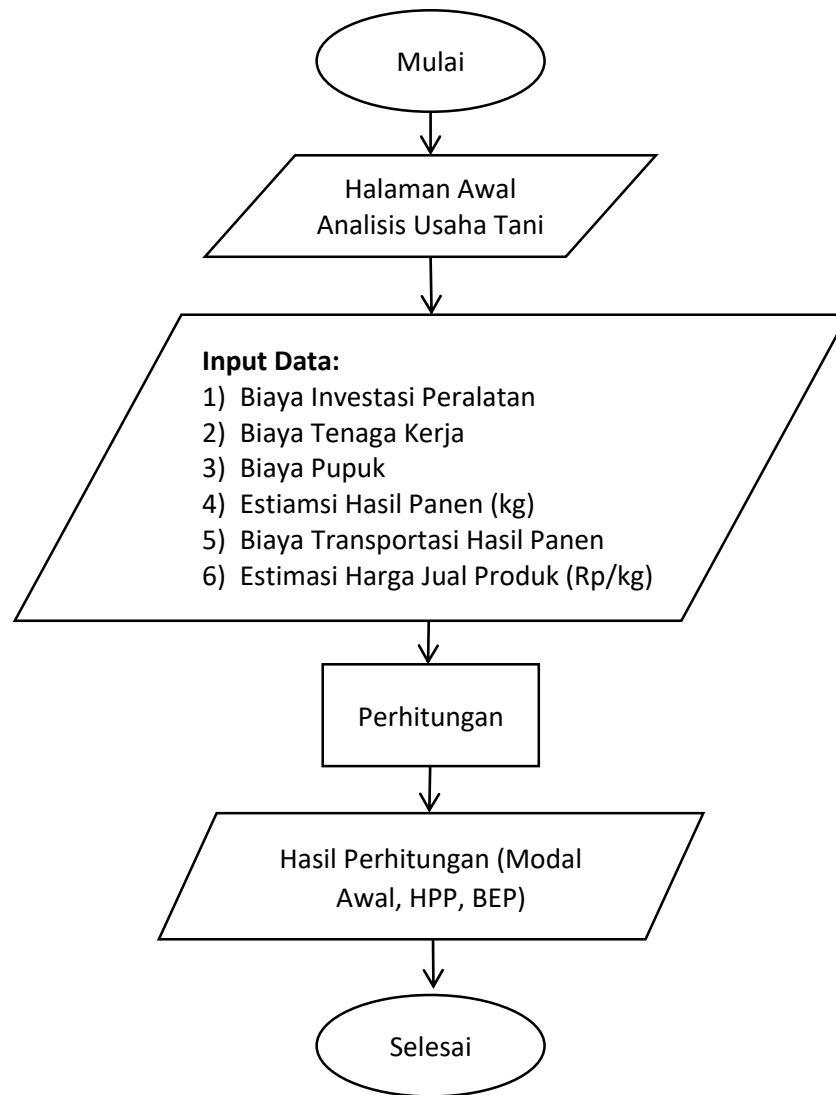 Mulai
Halaman Awal
Analisis Usaha Tani
Input Data:
1) Biaya Investasi Peralatan
2) Biaya Tenaga Kerja
3) Biaya Pupuk
4) Estiamsi Hasil Panen (kg)
5) Biaya Transportasi Hasil Panen
6) Estimasi Harga Jual Produk (Rp/kg)
Perhitungan
Hasil Perhitungan (Modal
Awal, HPP, BEP)
Selesai